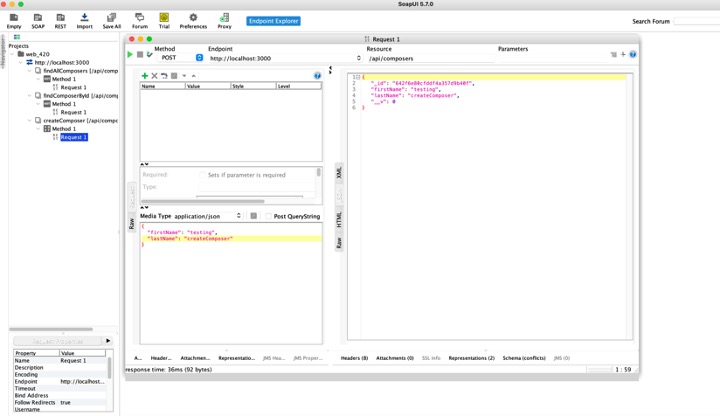 SoapUI 5.7.0
Empty SOAP REST Import Save All Forum Trial Preferences Proxy
Endpoint Explorer
Search Forum
Navigator
Projects
web_420
http://localhost:3000
findAllComposers [/api/comp
Method 1
Request 1
findComposerById [/api/comp
Method 1
Request 1
createComposer [/api/compo
Method 1
Request 1
Request 1
Method Endpoint Resource Parameters
POST http://localhost:3000 /api/composers
Name Value Style Level
Required: Sets if parameter is required
Type:
Media Type application/json Post QueryString
Raw
{
"firstName": "testing",
"lastName": "createComposer"
}
A... Header... Attachmen... Representatio... JMS Hea... JMS Proper...
XML
HTML
Raw
1 {
2 "_id":
3 "firstName": "testing",
4 "lastName": "createComposer",
5 "__v": 0
6 }
Headers (8) Attachments (0) SSL Info Representations (2) Schema (conflicts) JMS (0)
response time: 36ms (92 bytes)
1 : 59
Request Properties
Property Value
Name Request 1
Description
Encoding
Endpoint http://localhost...
Timeout
Bind Address
Follow Redirects true
Username